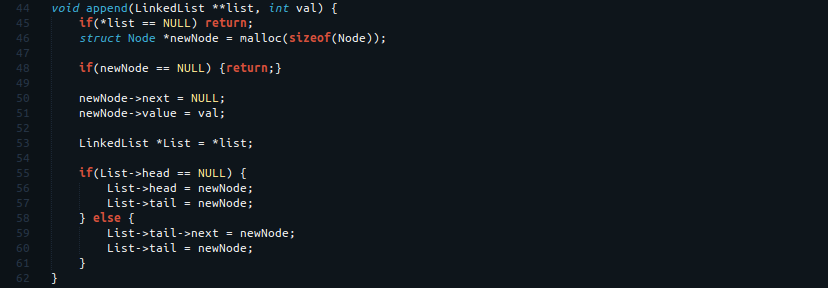 44 void append(LinkedList **list, int val) {
45     if(*list == NULL) return;
46     struct Node *newNode = malloc(sizeof(Node));
47
48     if(newNode == NULL) {return;}
49
50     newNode->next = NULL;
51     newNode->value = val;
52
53     LinkedList *List = *list;
54
55     if(List->head == NULL) {
56         List->head = newNode;
57         List->tail = newNode;
58     } else {
59         List->tail->next = newNode;
60         List->tail = newNode;
61     }
62 }